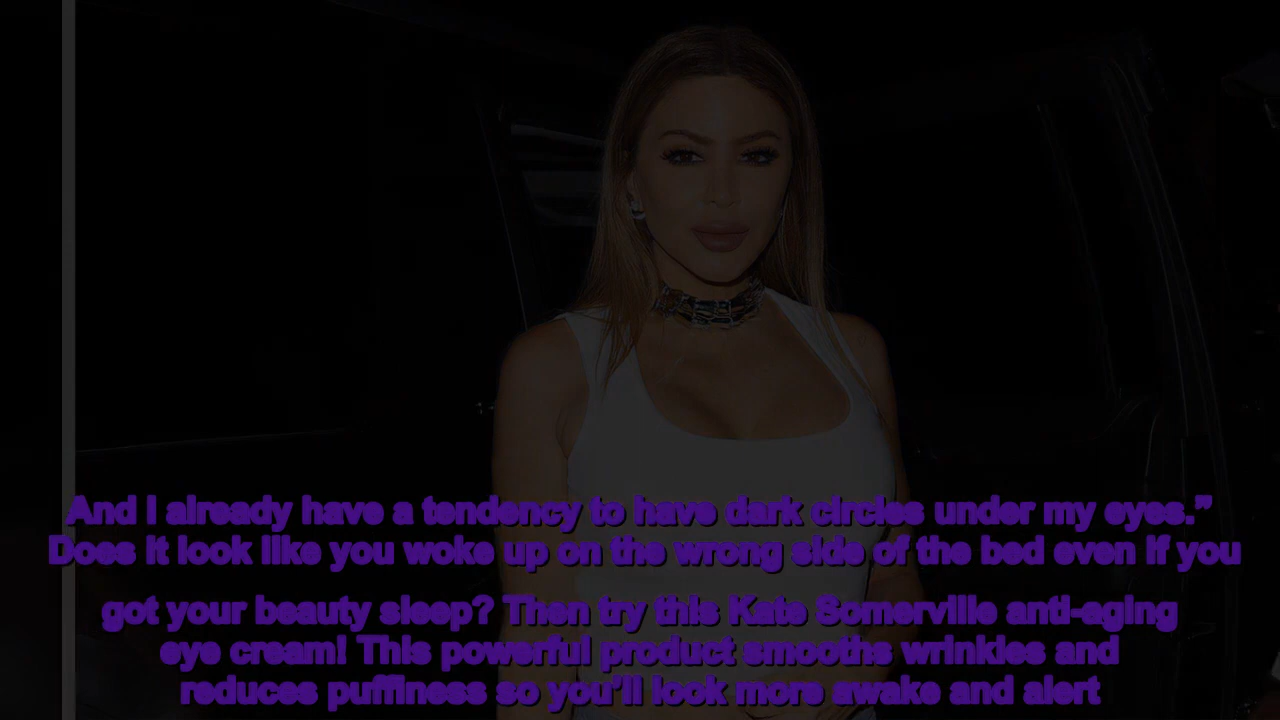 And I already have a tendency to have dark circles under my eyes.”
Does it look like you woke up on the wrong side of the bed even if you
got your beauty sleep? Then try this Kate Somerville anti-aging
eye cream! This powerful product smooths wrinkles and
reduces puffiness so you’ll look more awake and alert